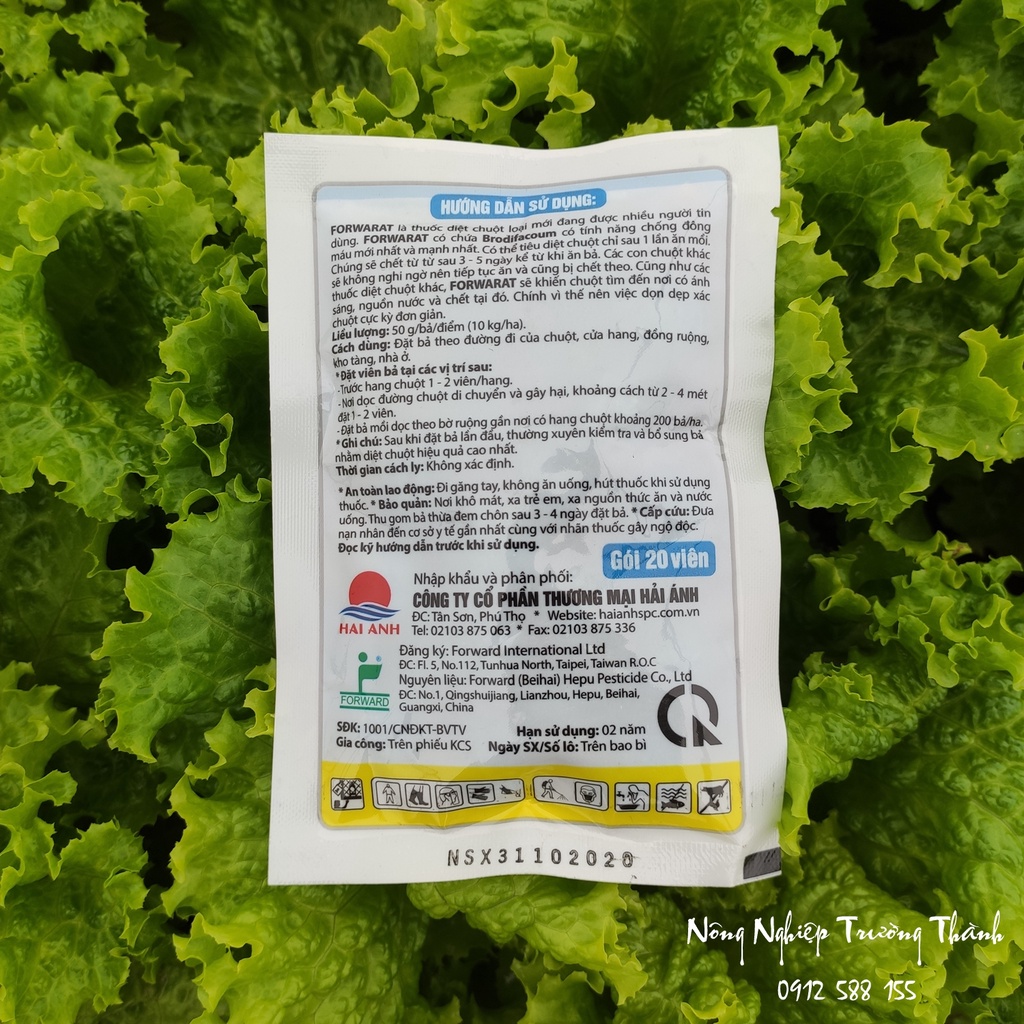 HƯỚNG DẪN SỬ DỤNG:
FORWARAT là thuốc diệt chuột loại mới đang được nhiều người tin
dùng. FORWARAT có chứa Brodifacoum có tính năng chống đông
máu mới nhất và mạnh nhất. Có thể tiêu diệt chuột chỉ sau 1 lần ăn mồi.
Chúng sẽ chết từ từ sau 3 - 5 ngày kể từ khi ăn bả. Các con chuột khác
sẽ không nghi ngờ nên tiếp tục ăn và cũng bị chết theo. Cũng như các
thuốc diệt chuột khác, FORWARAT sẽ khiến chuột tìm đến nơi có ánh
sáng, nguồn nước và chết tại đó. Chính vì thế nên việc dọn dẹp xác
chuột cực kỳ đơn giản.
Liều lượng: 50 g/bả/điểm (10 kg/ha).
Cách dùng: Đặt bả theo đường đi của chuột, cửa hang, đồng ruộng,
kho tàng, nhà ở.
*Đặt viên bả tại các vị trí sau:
-Trước hang chuột 1 - 2 viên/hang.
-Nơi dọc đường chuột di chuyển và gây hại, khoảng cách từ 2 - 4 mét
đặt 1 - 2 viên.
-Đặt bả mồi dọc theo bờ ruộng gần nơi có hang chuột khoảng 200 bả/ha.
*Ghi chú: Sau khi đặt bả lần đầu, thường xuyên kiểm tra và bổ sung bả
nhằm diệt chuột hiệu quả cao nhất.
Thời gian cách ly: Không xác định.
*An toàn lao động: Đi găng tay, không ăn uống, hút thuốc khi sử dụng
thuốc. * Bảo quản: Nơi khô mát, xa trẻ em, xa nguồn thức ăn và nước
uống. Thu gom bả thừa đem chôn sau 3 - 4 ngày đặt bả. * Cấp cứu: Đưa
nạn nhân đến cơ sở y tế gần nhất cùng với nhãn thuốc gây ngộ độc.
Đọc kỹ hướng dẫn trước khi sử dụng.
Gói 20 viên
Nhập khẩu và phân phối:
CÔNG TY CỔ PHẦN THƯƠNG MẠI HẢI ÁNH
ĐC: Tân Sơn, Phú Thọ * Website: haianhspc.com.vn
Tel: 02103 875 063 * Fax: 02103 875 336
HAI ANH
Đăng ký: Forward International Ltd
ĐC: Fl. 5, No.112, Tunhua North, Taipei, Taiwan R.O.C
Nguyên liệu: Forward (Beihai) Hepu Pesticide Co., Ltd
ĐC: No.1, Qingshuijiang, Lianzhou, Hepu, Beihai,
Guangxi, China
FORWARD
SĐK: 1001/CNĐKT-BVTV
Hạn sử dụng: 02 năm
Gia công: Trên phiếu KCS
Ngày SX/Số lô: Trên bao bì
NSX31102020
Nông Nghiệp Trường Thành
0912 588 155